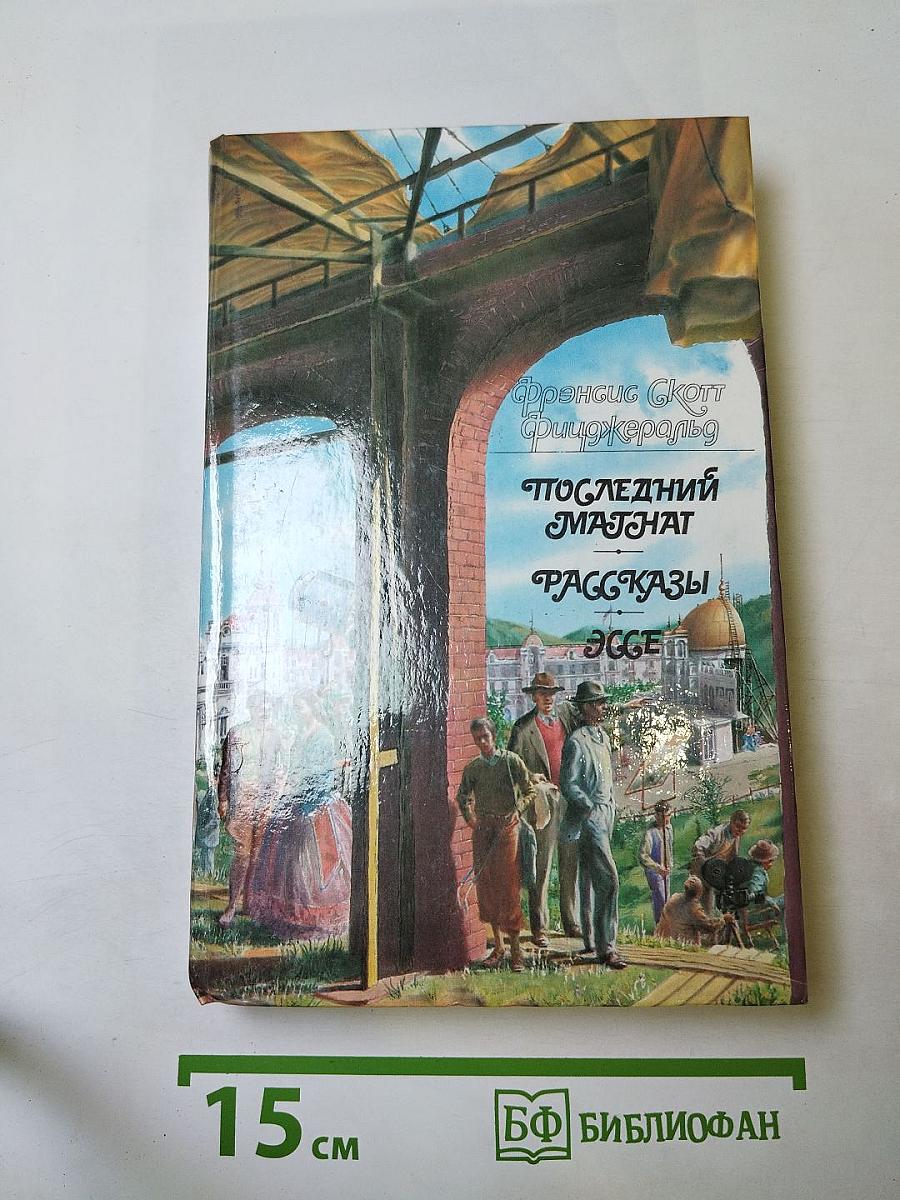 Фрэнсис Скотт
Фицджеральд
ПОСЛЕДНИЙ
МАГНАТ
РАССКАЗЫ
ЭССЕ
15 см
БФ БИБЛИОФАН